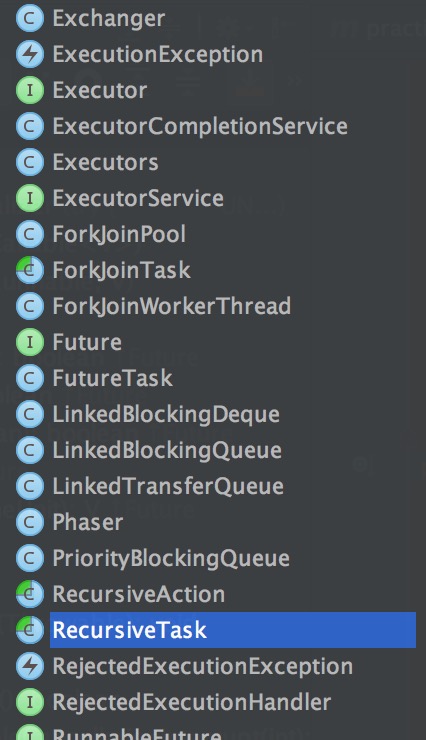 Exchanger
ExecutionException
Executor
ExecutorCompletionService
Executors
ExecutorService
ForkJoinPool
ForkJoinTask
ForkJoinWorkerThread
Future
FutureTask
LinkedBlockingDeque
LinkedBlockingQueue
LinkedTransferQueue
Phaser
PriorityBlockingQueue
RecursiveAction
RecursiveTask
RejectedExecutionException
RejectedExecutionHandler
RunnableFuture